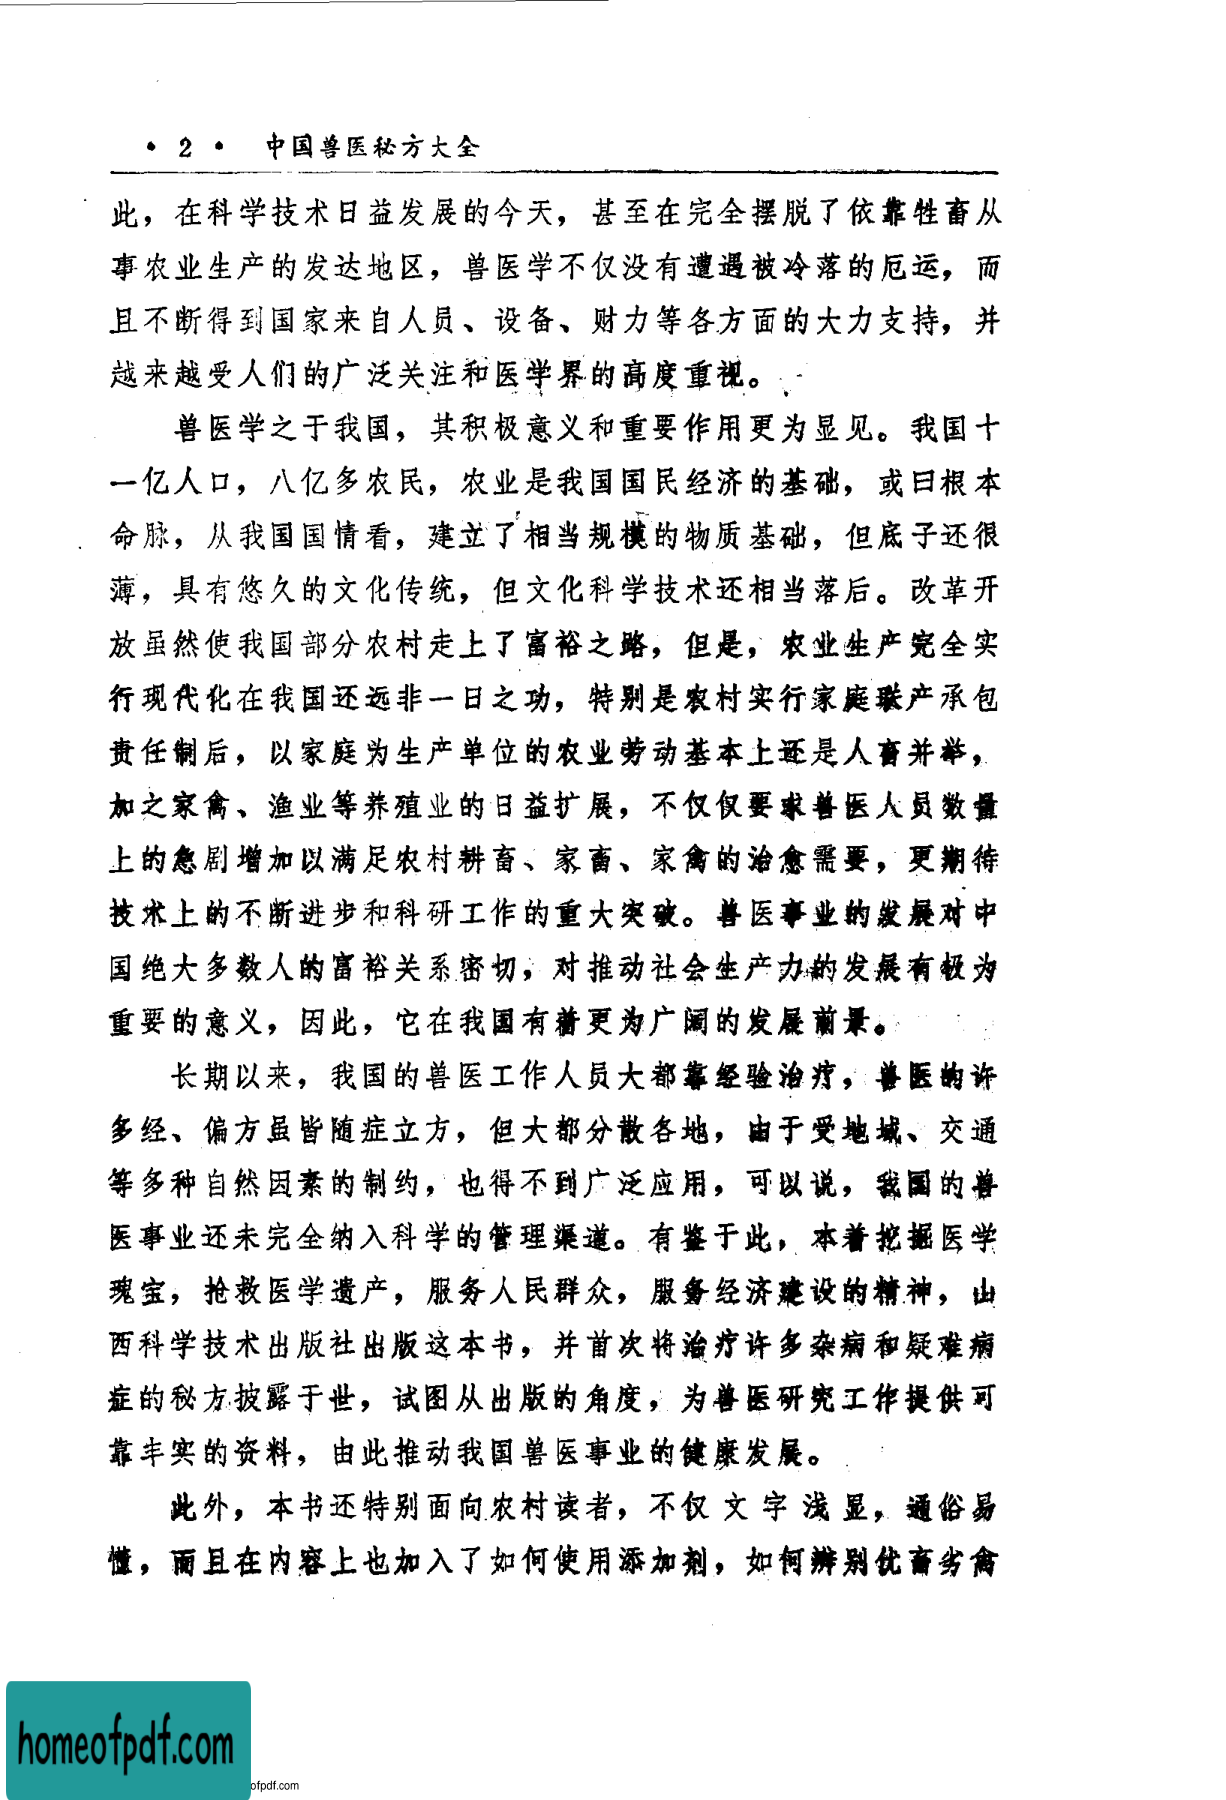 • 2 • 中国兽医秘方大全
此，在科学技术日益发展的今天，甚至在完全摆脱了依靠牲畜从
事农业生产的发达地区，兽医学不仅没有遭遇被冷落的厄运，而
且不断得到国家来自人员、设备、财力等各方面的大力支持，并
越来越受人们的广泛关注和医学界的高度重视。
兽医学之于我国，其积极意义和重要作用更为显见。我国十
一亿人口，八亿多农民，农业是我国国民经济的基础，或曰根本
命脉，从我国国情看，建立了相当规模的物质基础，但底子还很
薄，具有悠久的文化传统，但文化科学技术还相当落后。改革开
放虽然使我国部分农村走上了富裕之路，但是，农业生产完全实
行现代化在我国还远非一日之功，特别是农村实行家庭联产承包
责任制后，以家庭为生产单位的农业劳动基本上还是人畜并举，
加之家禽、渔业等养殖业的日益扩展，不仅仅要求兽医人员数量
上的急剧增加以满足农村耕畜、家畜、家禽的治愈需要，更期待
技术上的不断进步和科研工作的重大突破。兽医事业的发展对中
国绝大多数人的富裕关系密切，对推动社会生产力的发展有极为
重要的意义，因此，它在我国有着更为广阔的发展前景。
长期以来，我国的兽医工作人员大都靠经验治疗，兽医的许
多经、偏方虽皆随症立方，但大都分散各地，由于受地域、交通
等多种自然因素的制约，也得不到广泛应用，可以说，我国的兽
医事业还未完全纳入科学的管理渠道。有鉴于此，本着挖掘医学
瑰宝，抢救医学遗产，服务人民群众，服务经济建设的精神，山
西科学技术出版社出版这本书，并首次将治疗许多杂病和疑难病
症的秘方披露于世，试图从出版的角度，为兽医研究工作提供可
靠丰实的资料，由此推动我国兽医事业的健康发展。
此外，本书还特别面向农村读者，不仅文字浅显，通俗易
懂，而且在内容上也加入了如何使用添加剂，如何辨别优畜劣禽
homeofpdf.com
ofpdf.com